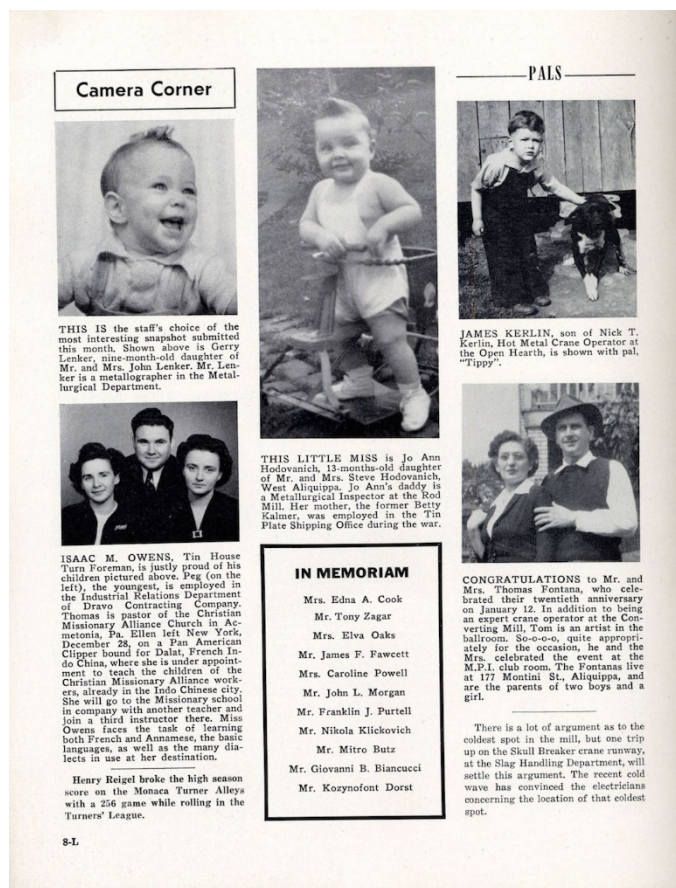 Camera Corner
THIS IS the staff's choice of the
most interesting snapshot submitted
this month. Shown above is Gerry
Lenker, nine-month-old daughter of
Mr. and Mrs. John Lenker. Mr. Len-
ker is a metallographer in the Metal-
lurgical Department.
ISAAC M. OWENS, Tin House
Turn Foreman, is justly proud of his
children pictured above. Peg (on the
left), the youngest, is employed in
the Industrial Relations Department
of Dravo Contracting Company.
Thomas is pastor of the Christian
Missionary Alliance Church in Ac-
metonia, Pa. Ellen left New York,
December 28, on a Pan American
Clipper bound for Dalat, French In-
do China, where she is under appoint-
ment to teach the children of the
Christian Missionary Alliance work-
ers, already in the Indo Chinese city.
She will go to the Missionary school
in company with another teacher and
join a third instructor there. Miss
Owens faces the task of learning
both French and Annamese, the basic
languages, as well as the many dia-
lects in use at her destination.
Henry Reigel broke the high season
score on the Monaca Turner Alleys
with a 256 game while rolling in the
Turners' League.
8-L
THIS LITTLE MISS is Jo Ann
Hodovanich, 13-months-old daughter
of Mr. and Mrs. Steve Hodovanich,
West Aliquippa. Jo Ann's daddy is
a Metallurgical Inspector at the Rod
Mill. Her mother, the former Betty
Kalmer, was employed in the Tin
Plate Shipping Office during the war.
IN MEMORIAM
Mrs. Edna A. Cook
Mr. Tony Zagar
Mrs. Elva Oaks
Mr. James F. Fawcett
Mrs. Caroline Powell
Mr. John L. Morgan
Mr. Franklin J. Purtell
Mr. Nikola Klickovich
Mr. Mitro Butz
Mr. Giovanni B. Biancucci
Mr. Kozynofont Dorst
PALS
JAMES KERLIN, son of Nick T.
Kerlin, Hot Metal Crane Operator at
the Open Hearth, is shown with pal,
"Tippy".
CONGRATULATIONS to Mr. and
Mrs. Thomas Fontana, who cele-
brated their twentieth anniversary
on January 12. In addition to being
an expert crane operator at the Con-
verting Mill, Tom is an artist in the
ballroom. So-o-o-o, quite appropri-
ately for the occasion, he and the
Mrs. celebrated the event at the
M.P.I. club room. The Fontanas live
at 177 Montini St., Aliquippa, and
are the parents of two boys and a
girl.
There is a lot of argument as to the
coldest spot in the mill, but one trip
up on the Skull Breaker crane runway,
at the Slag Handling Department, will
settle this argument. The recent cold
wave has convinced the electricians
concerning the location of that coldest
spot.